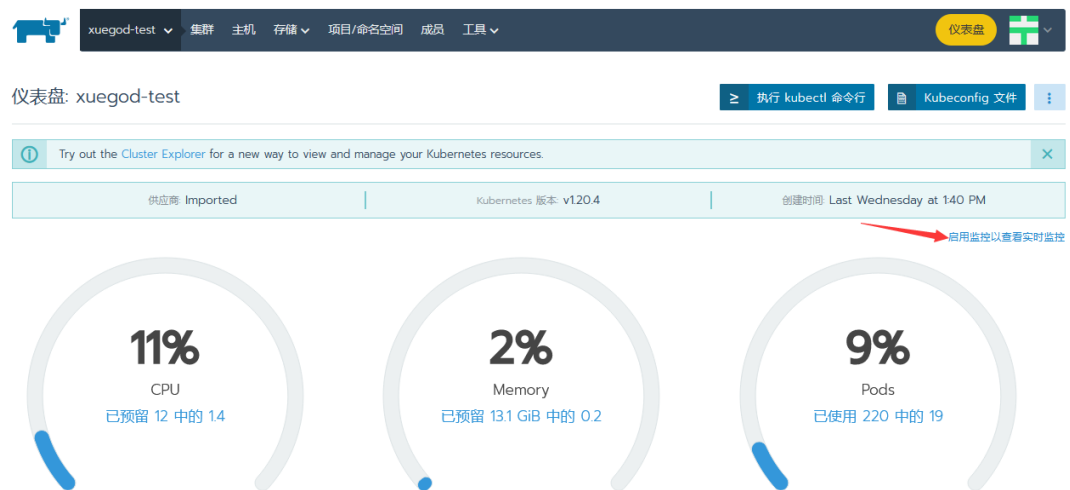 xuegod-test 集群 主机 存储 项目/命名空间 成员 工具 仪表盘
仪表盘: xuegod-test
≥ 执行 kubectl 命令行 Kubeconfig 文件
Try out the Cluster Explorer for a new way to view and manage your Kubernetes resources.
供应商: Imported Kubernetes 版本: v1.20.4 创建时间: Last Wednesday at 1:40 PM
启用监控以查看实时监控
11% 2% 9%
CPU Memory Pods
已预留 12 中的 1.4 已预留 13.1 GiB 中的 0.2 已使用 220 中的 19